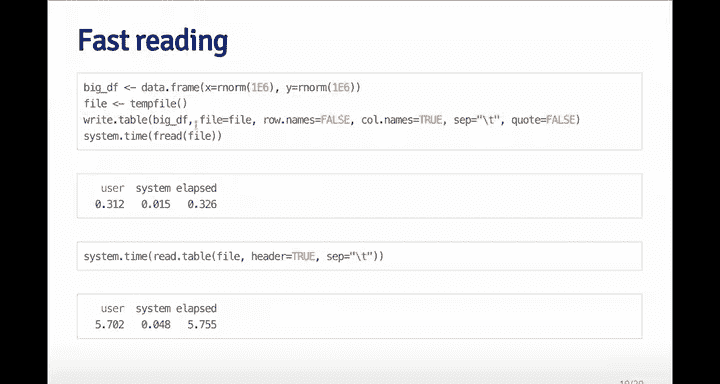 Fast reading
big_df <- data.frame(x=rnorm(1E6), y=rnorm(1E6))
file <- tempfile()
write.table(big_df, file=file, row.names=FALSE, col.names=TRUE, sep="\t", quote=FALSE)
system.time(fread(file))
user system elapsed
0.312 0.015 0.326
system.time(read.table(file, header=TRUE, sep="\t"))
user system elapsed
5.702 0.048 5.755